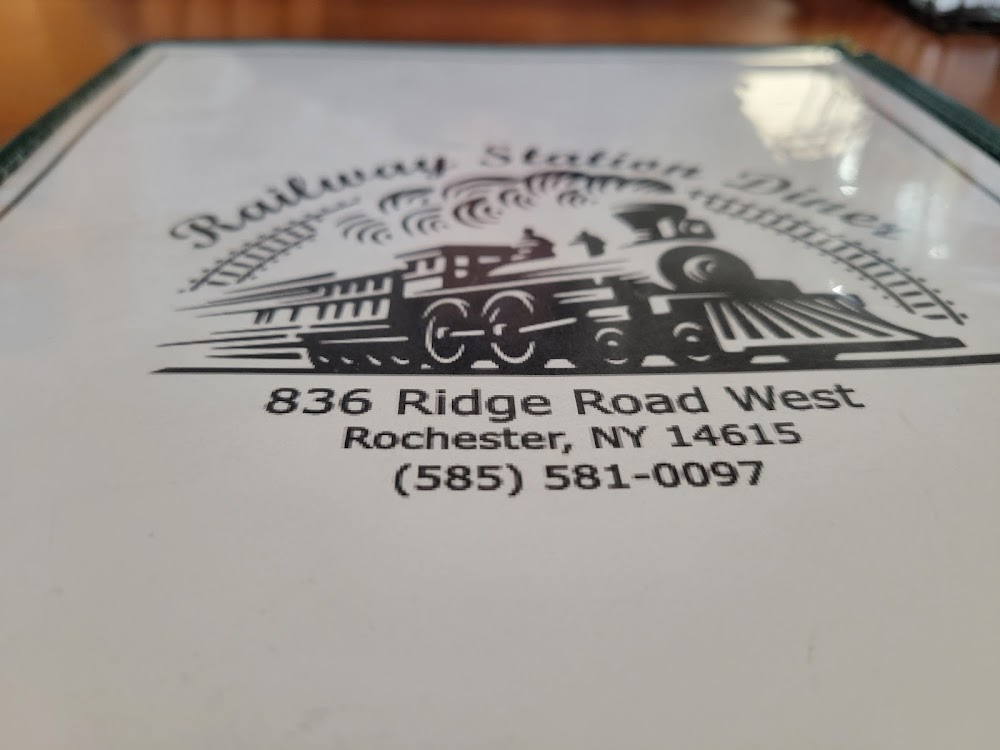 Railway Station Diner
836 Ridge Road West
Rochester, NY 14615
(585) 581-0097